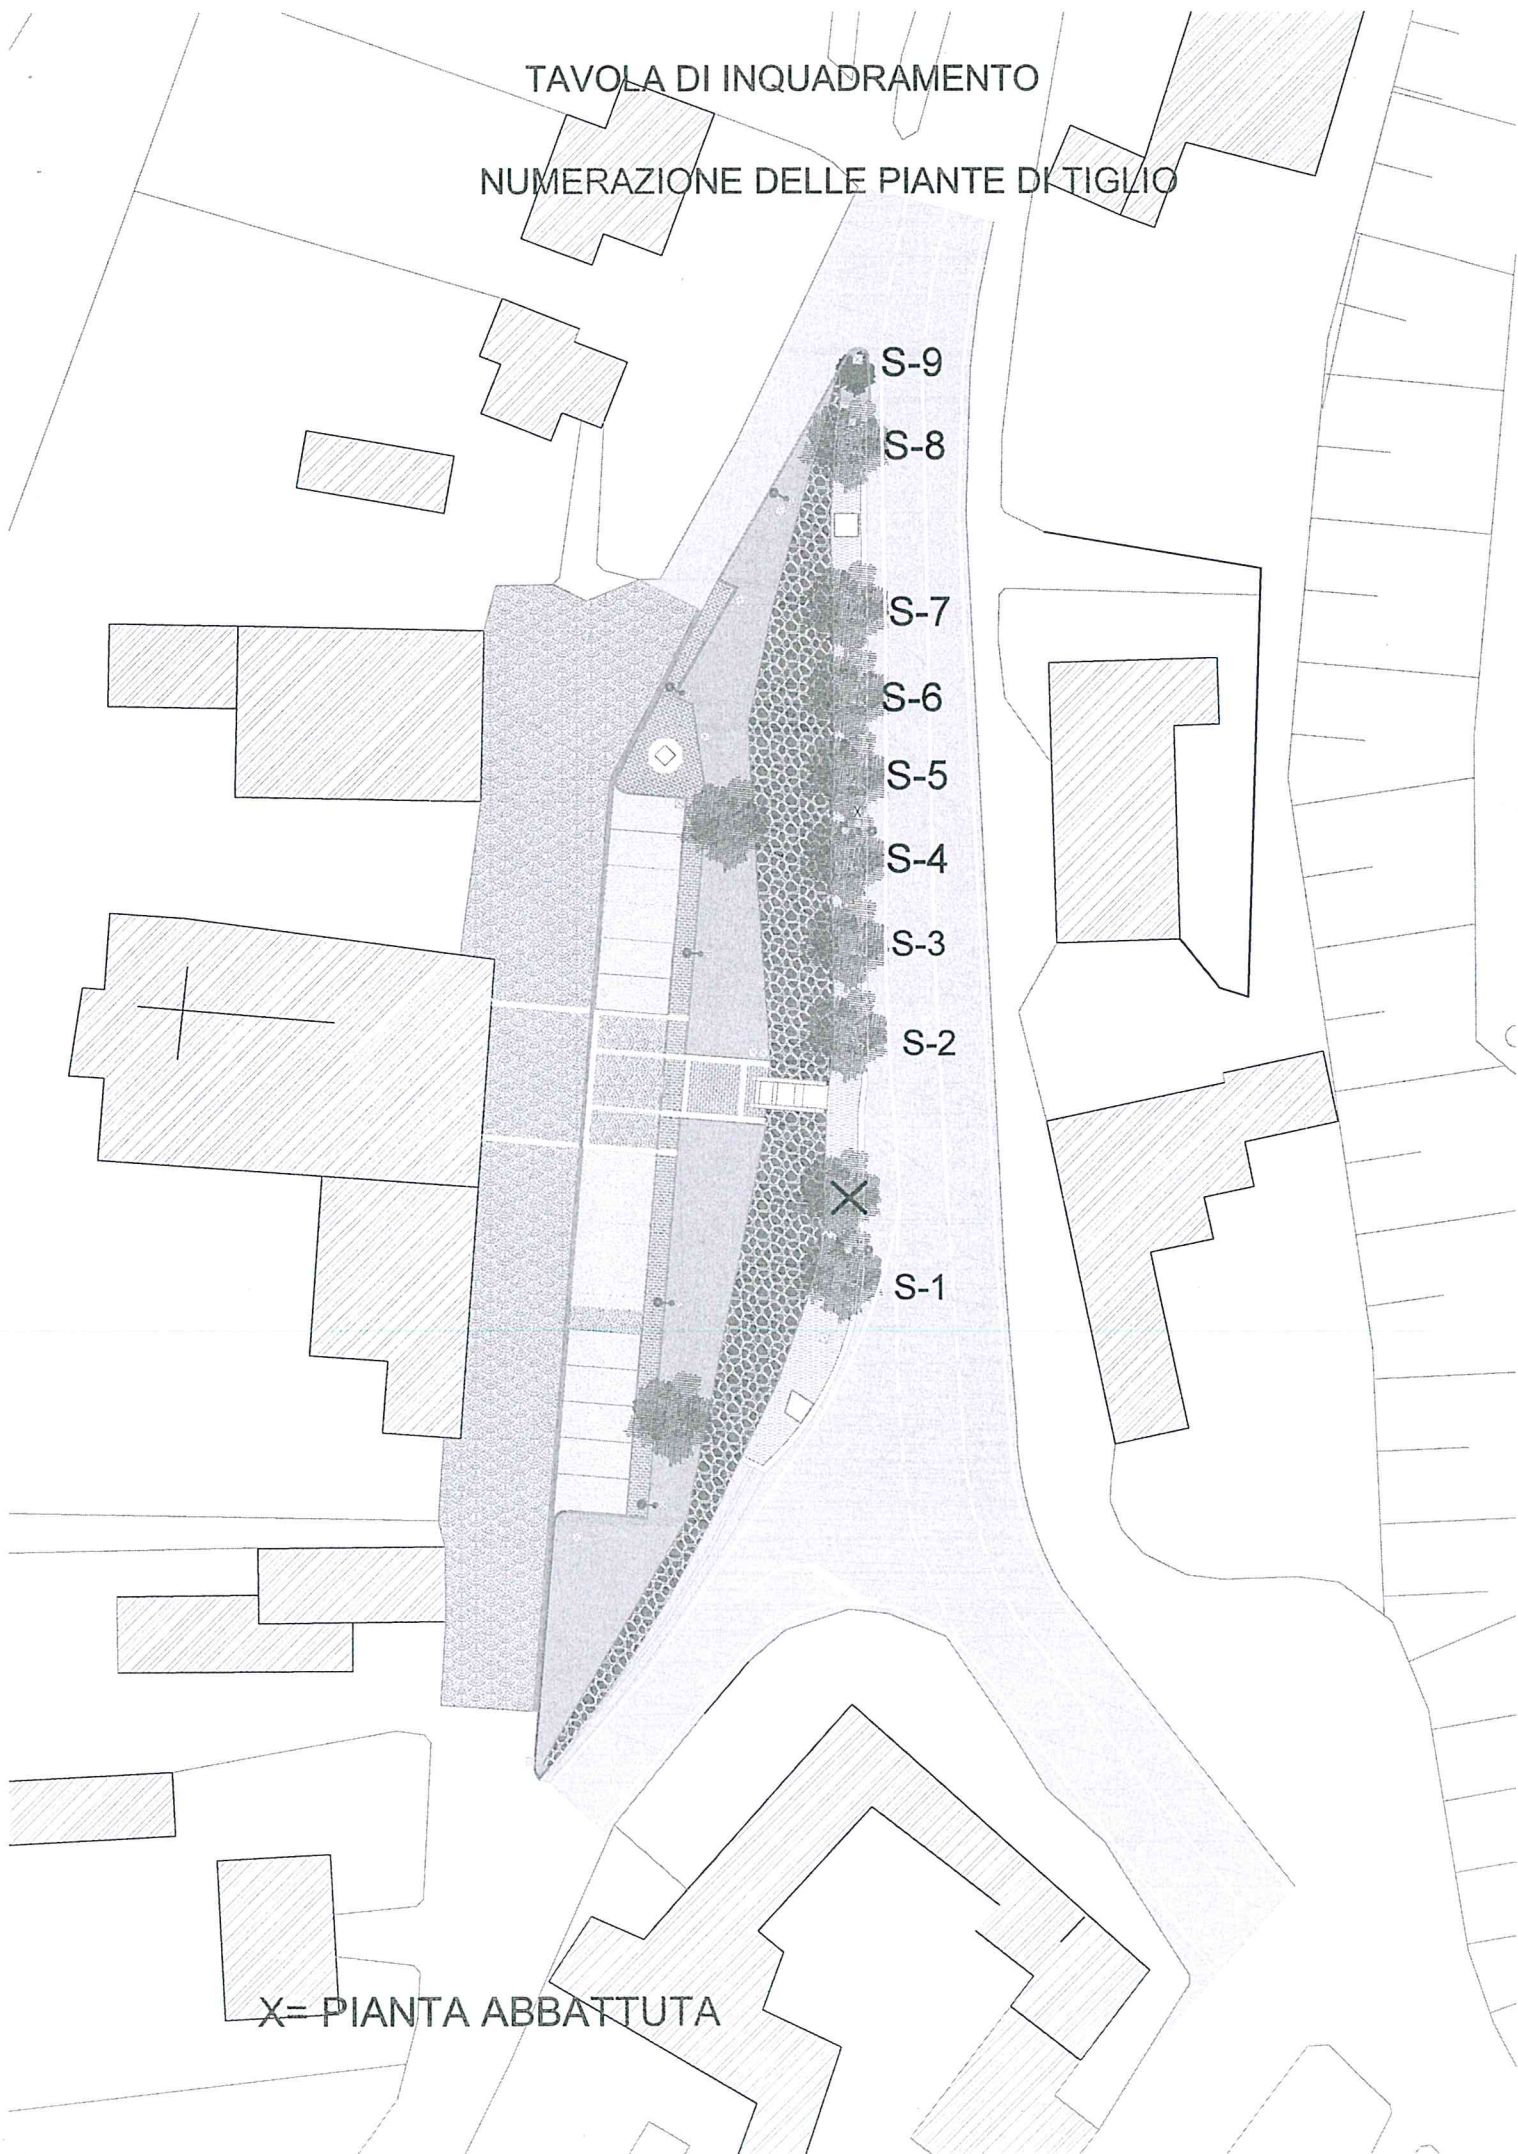 TAVOLA DI INQUADRAMENTO
NUMERAZIONE DELLE PIANTE DI TIGLIO
S-9
S-8
S-7
S-6
S-5
X
S-4
S-3
S-2
X
S-1
X= PIANTA ABBATTUTA